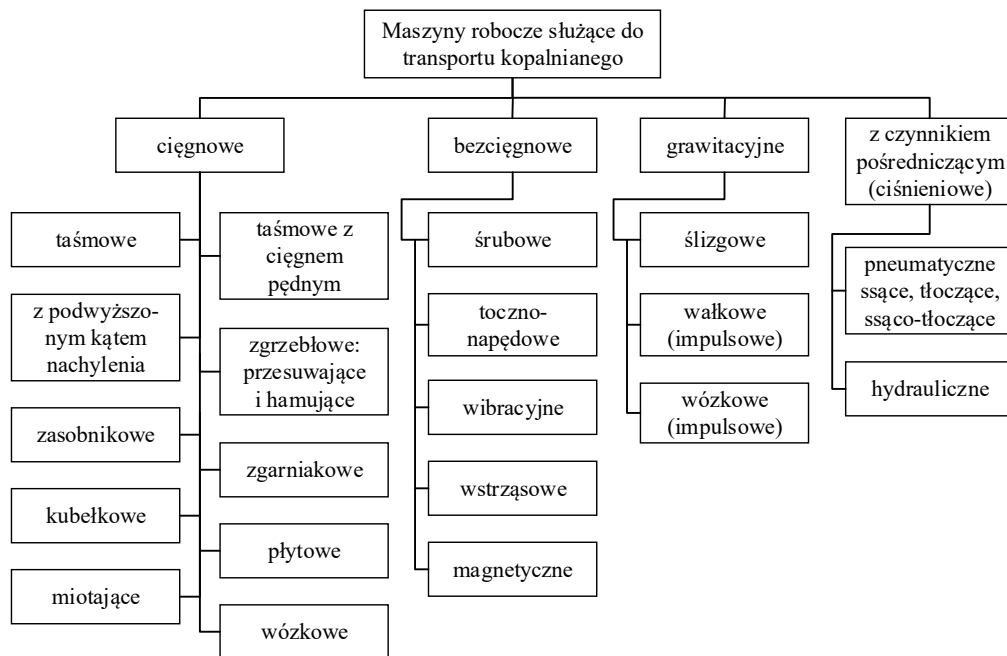 Maszyny robocze służące do
transportu kopalnianego
cięgnowe
bezcięgnowe
grawitacyjne
z czynnikiem
pośredniczącym
(ciśnieniowe)
taśmowe
z podwyższo-
nym kątem
nachylenia
zasobnikowe
kubełkowe
miotające
taśmowe z
cięgnem
pędnym
zgrzebłowe:
przesuwające
i hamujące
zgarniakowe
płytowe
wózkowe
śrubowe
toczno-
napędowe
wibracyjne
wstrząsowe
magnetyczne
ślizgowe
wałkowe
(impulsowe)
wózkowe
(impulsowe)
pneumatyczne
ssące, tłoczące,
ssąco-tłoczące
hydrauliczne